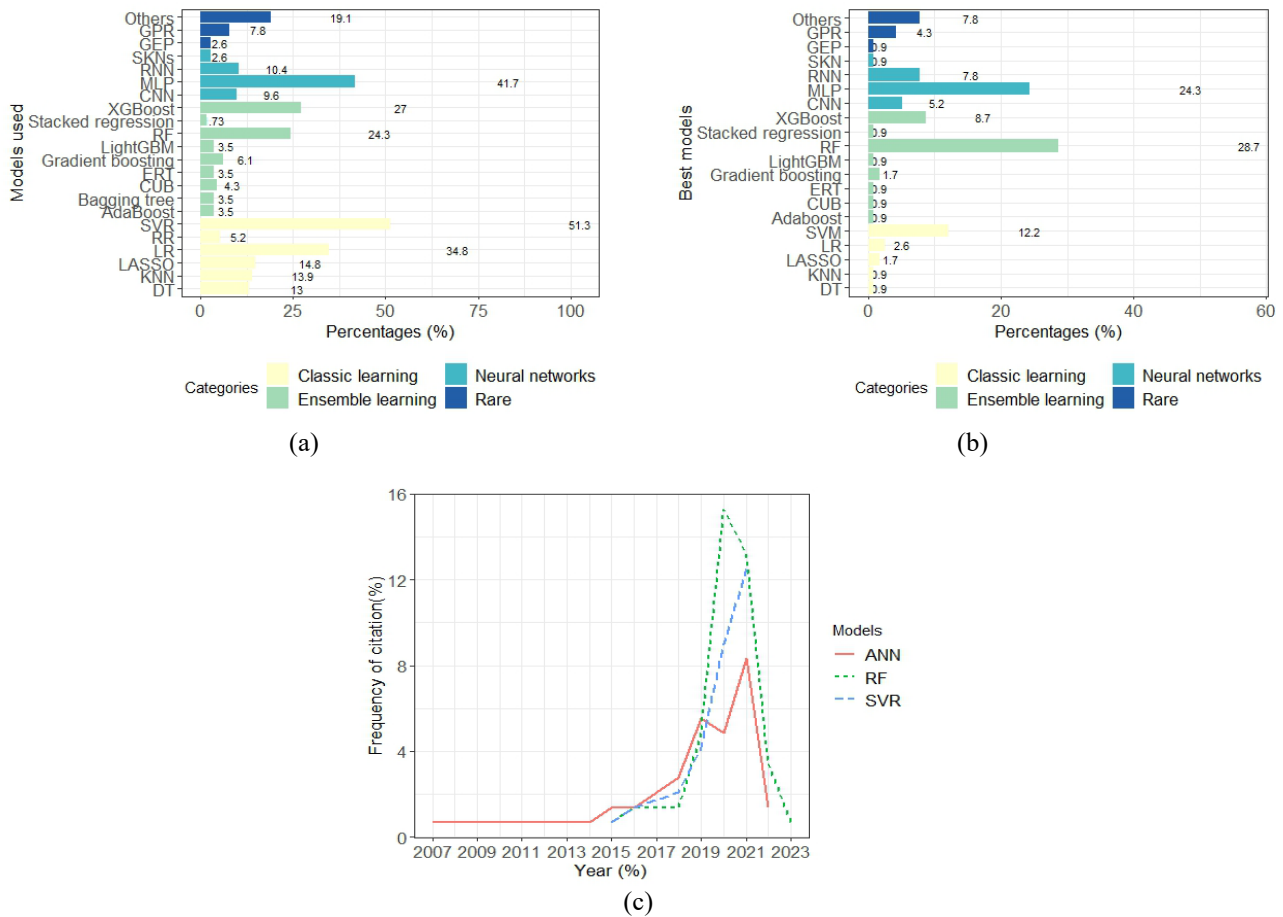 Models used
Others 19.1
GPR 7.8
GEP 2.6
SKNs 2.6
RNN 10.4
MLP 41.7
CNN 9.6
XGBoost 27
Stacked regression .73
RF 24.3
LightGBM 3.5
Gradient boosting 6.1
ERT 3.5
CUB 4.3
Bagging tree 3.5
AdaBoost 3.5
SVR 51.3
RR 5.2
LR 34.8
LASSO 14.8
KNN 13.9
DT 13
0 25 50 75 100
Percentages (%)
Categories
Classic learning
Neural networks
Ensemble learning
Rare
(a)
Best models
Others 7.8
GPR 4.3
GEP 0.9
SKN 0.9
RNN 7.8
MLP 24.3
CNN 5.2
XGBoost 8.7
Stacked regression 0.9
RF 28.7
LightGBM 0.9
Gradient boosting 1.7
ERT 0.9
CUB 0.9
Adaboost 0.9
SVM 12.2
LR 2.6
LASSO 1.7
KNN 0.9
DT 0.9
0 20 40 60
Percentages (%)
Categories
Classic learning
Neural networks
Ensemble learning
Rare
(b)
Frequency of citation(%)
16
12
8
4
0
2007 2009 2011 2013 2015 2017 2019 2021 2023
Year (%)
Models
ANN
RF
SVR
(c)